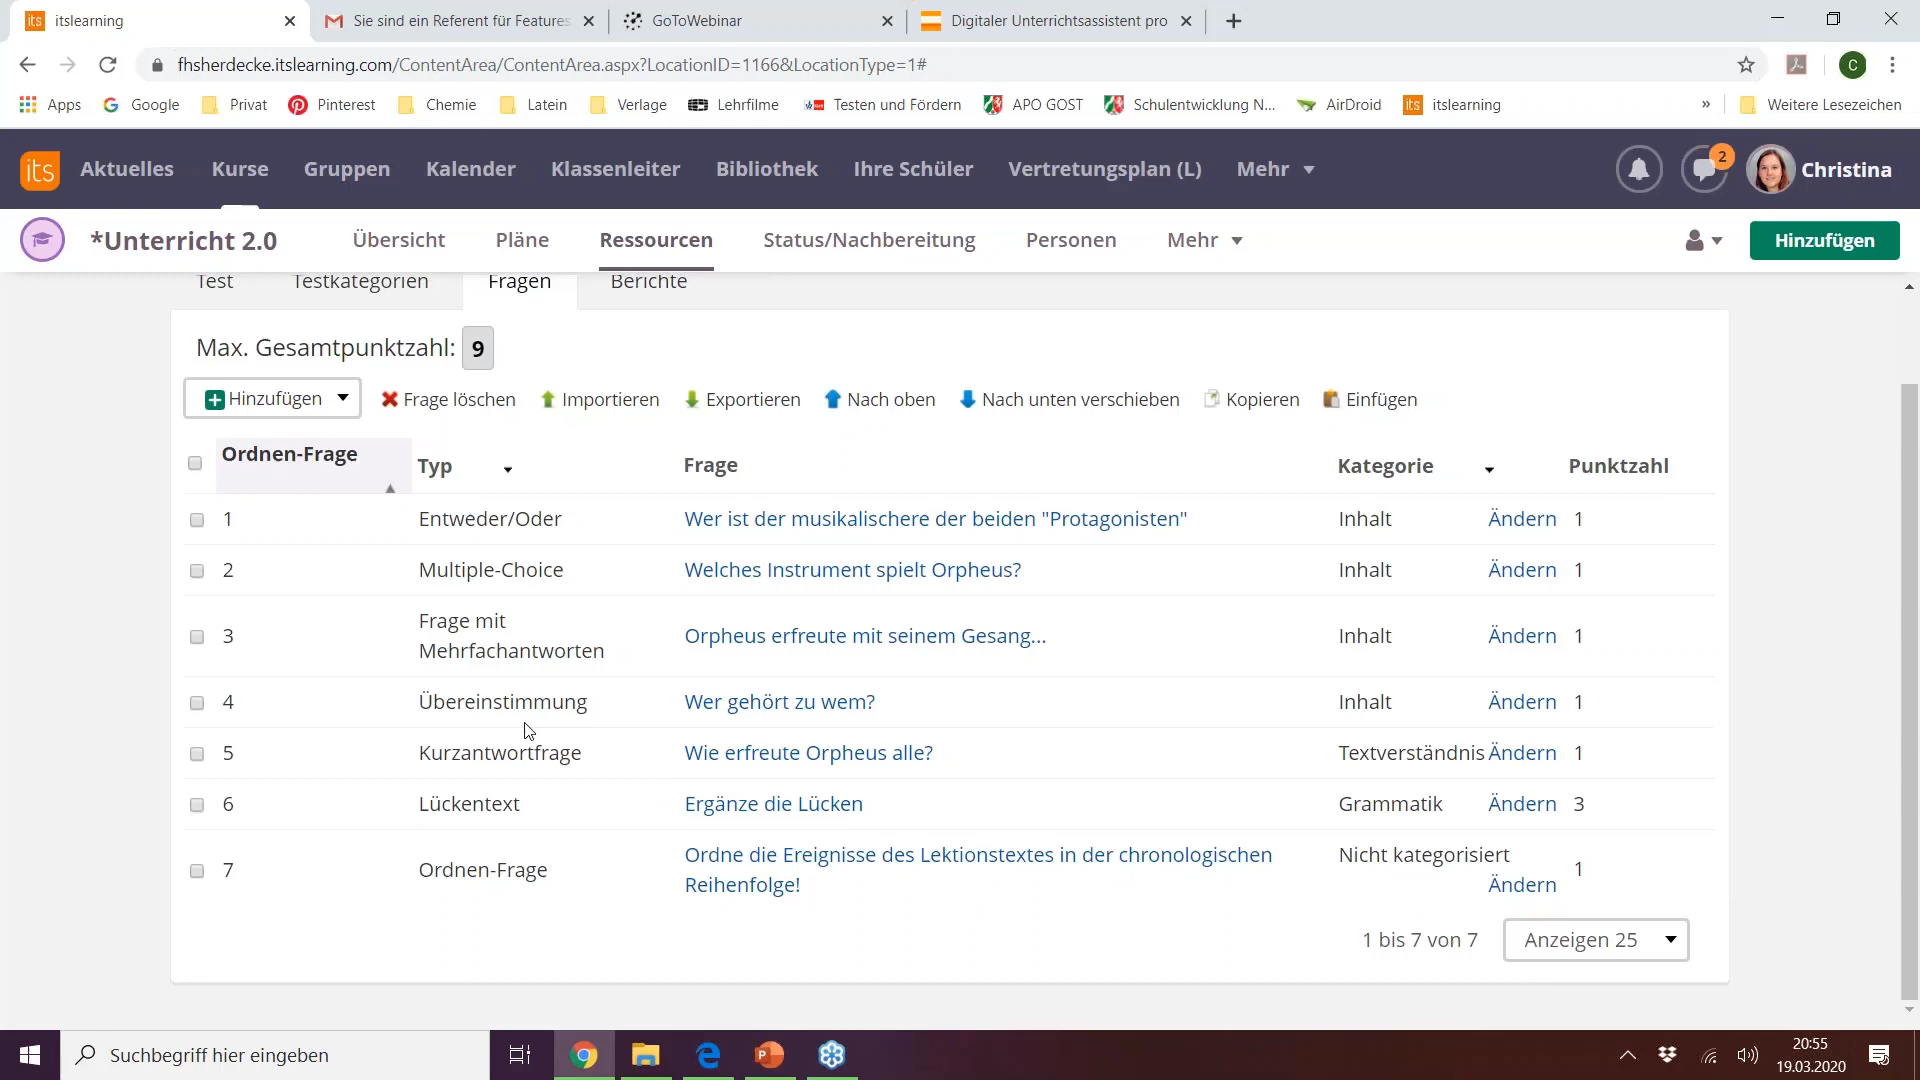 its itslearning
Sie sind ein Referent für Features
GoToWebinar
Digitaler Unterrichtsassistent pro
fhsherdecke.itslearning.com/ContentArea/ContentArea.aspx?LocationID=1166&LocationType=1#
C
Apps Google Privat Pinterest Chemie Latein Verlage Lehrfilme Testen und Fördern APO GOST Schulentwicklung N... AirDroid its itslearning » Weitere Lesezeichen
its Aktuelles Kurse Gruppen Kalender Klassenleiter Bibliothek Ihre Schüler Vertretungsplan (L) Mehr 2 Christina
*Unterricht 2.0 Übersicht Pläne Ressourcen Status/Nachbereitung Personen Mehr Hinzufügen
Test Testkategorien Fragen Berichte
Max. Gesamtpunktzahl: 9
Hinzufügen Frage löschen Importieren Exportieren Nach oben Nach unten verschieben Kopieren Einfügen
Ordnen-Frage Typ Frage Kategorie Punktzahl
1 Entweder/Oder Wer ist der musikalischere der beiden "Protagonisten" Inhalt Ändern 1
2 Multiple-Choice Welches Instrument spielt Orpheus? Inhalt Ändern 1
3 Frage mit
Mehrfachantworten Orpheus erfreute mit seinem Gesang... Inhalt Ändern 1
4 Übereinstimmung Wer gehört zu wem? Inhalt Ändern 1
5 Kurzantwortfrage Wie erfreute Orpheus alle? Textverständnis Ändern 1
6 Lückentext Ergänze die Lücken Grammatik Ändern 3
7 Ordnen-Frage Ordne die Ereignisse des Lektionstextes in der chronologischen
Reihenfolge! Nicht kategorisiert
Ändern 1
1 bis 7 von 7 Anzeigen 25
Suchbegriff hier eingeben
20:55
19.03.2020